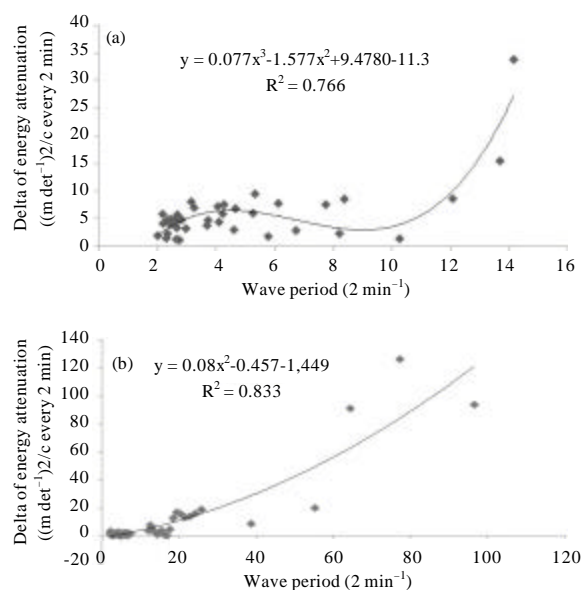 (a)
y = 0.077x³-1.577x²+9.4780-11.3
R² = 0.766
Delta of energy attenuation
((m det⁻¹)2/c every 2 min)
40
35
30
25
20
15
10
5
0
0 2 4 6 8 10 12 14 16
Wave period (2 min⁻¹)
(b)
y = 0.08x²-0.457-1,449
R² = 0.833
Delta of energy attenuation
((m det⁻¹)2/c every 2 min)
140
120
100
80
60
40
20
0
-20
0 20 40 60 80 100 120
Wave period (2 min⁻¹)